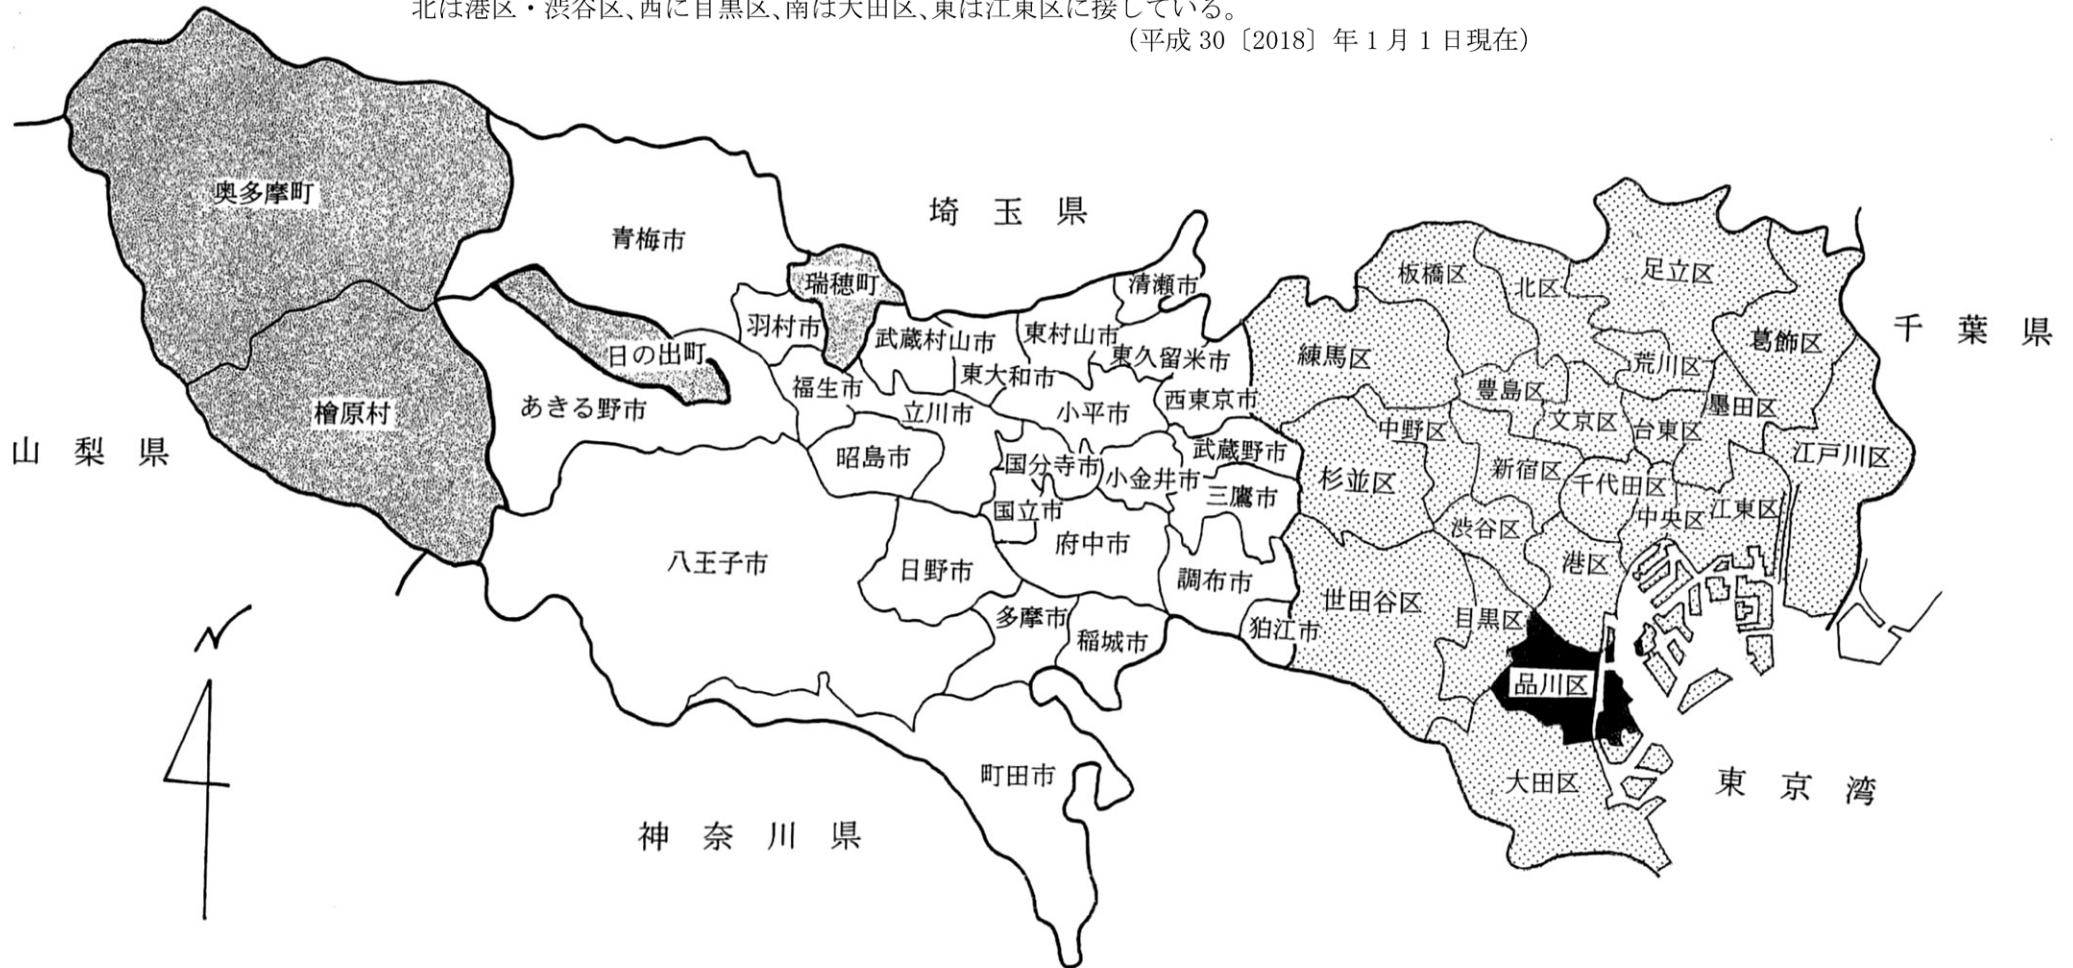 北は港区・渋谷区、西に目黒区、南は大田区、東は江東区に接している。
(平成 30〔2018〕年 1 月 1 日現在)
奥多摩町
青梅市
埼玉県
瑞穂町
清瀬市
板橋区
北区
足立区
千葉県
羽村市
武蔵村山市
東村山市
東久留米市
日の出町
練馬区
荒川区
葛飾区
福生市
東大和市
西東京市
豊島区
檜原村
あきる野市
立川市
小平市
中野区
文京区
台東区
墨田区
山梨県
昭島市
国分寺市
小金井市
武蔵野市
杉並区
新宿区
千代田区
江戸川区
国立市
三鷹市
渋谷区
中央区
江東区
八王子市
日野市
府中市
調布市
港区
世田谷区
目黒区
多摩市
稲城市
狛江市
N
品川区
町田市
大田区
東京湾
神奈川県